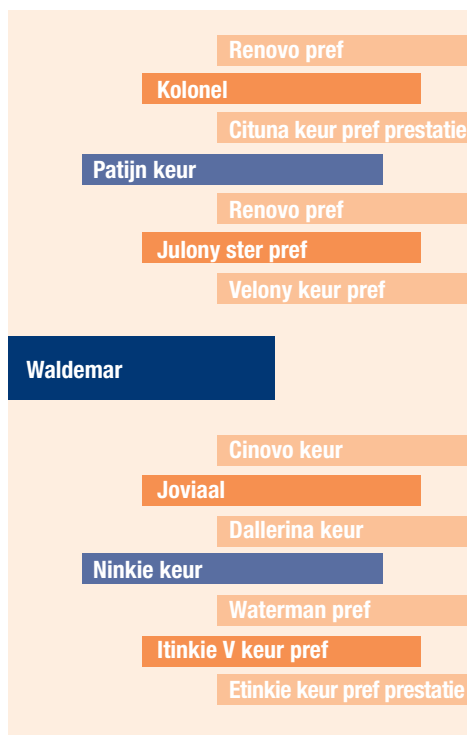 Renovo pref
Kolonel
Cituna keur pref prestatie
Patijn keur
Renovo pref
Julony ster pref
Velony keur pref
Waldemar
Cinovo keur
Joviaal
Dallerina keur
Ninkie keur
Waterman pref
Itinkie V keur pref
Etinkie keur pref prestatie